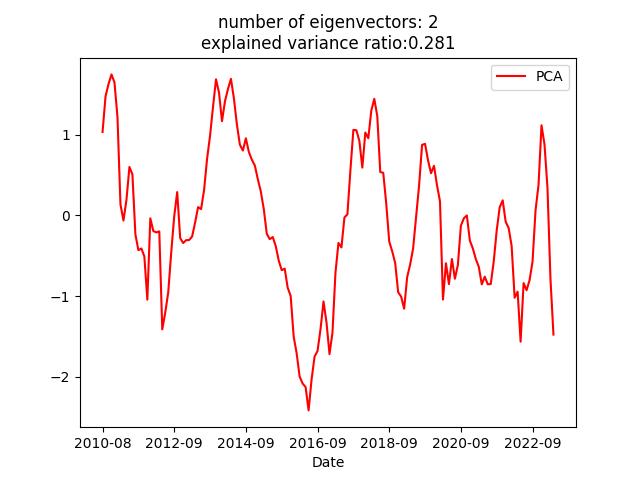 number of eigenvectors: 2
explained variance ratio:0.281
PCA
1
0
−1
−2
2010-08 2012-09 2014-09 2016-09 2018-09 2020-09 2022-09
Date